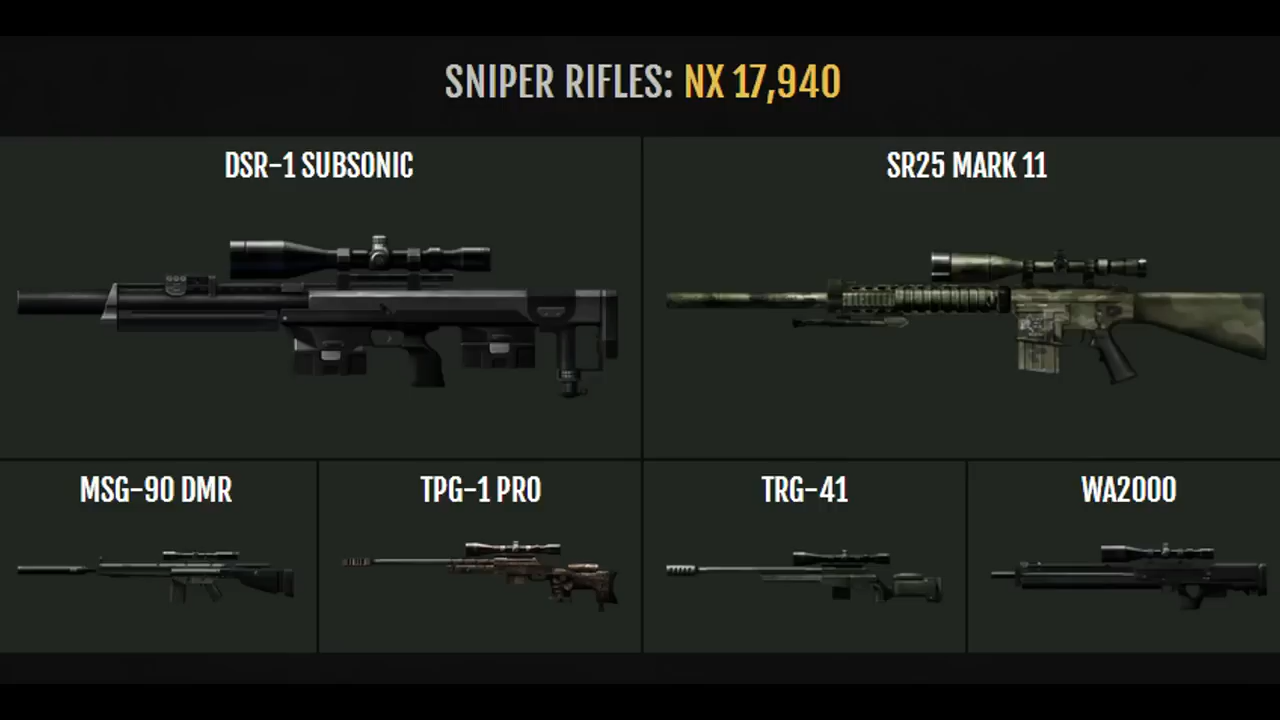 SNIPER RIFLES: NX 17,940
DSR-1 SUBSONIC
SR25 MARK 11
MSG-90 DMR
TPG-1 PRO
TRG-41
WA2000